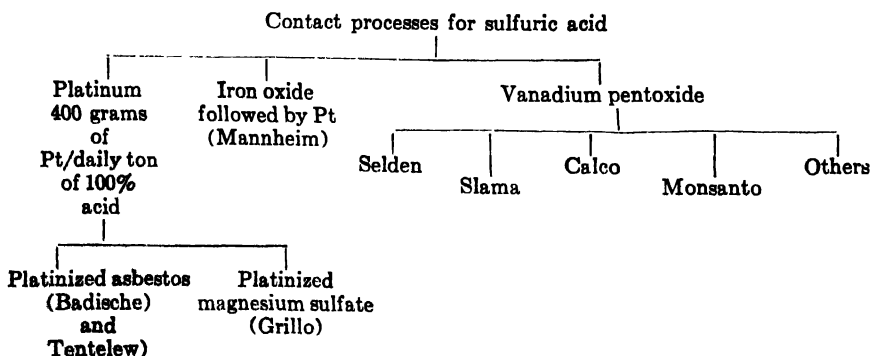 Contact processes for sulfuric acid
Platinum
400 grams
of
Pt/daily ton
of 100%
acid
Iron oxide
followed by Pt
(Mannheim)
Vanadium pentoxide
Selden
Slama
Calco
Monsanto
Others
Platinized asbestos
(Badische)
and
Tentelew)
Platinized
magnesium sulfate
(Grillo)